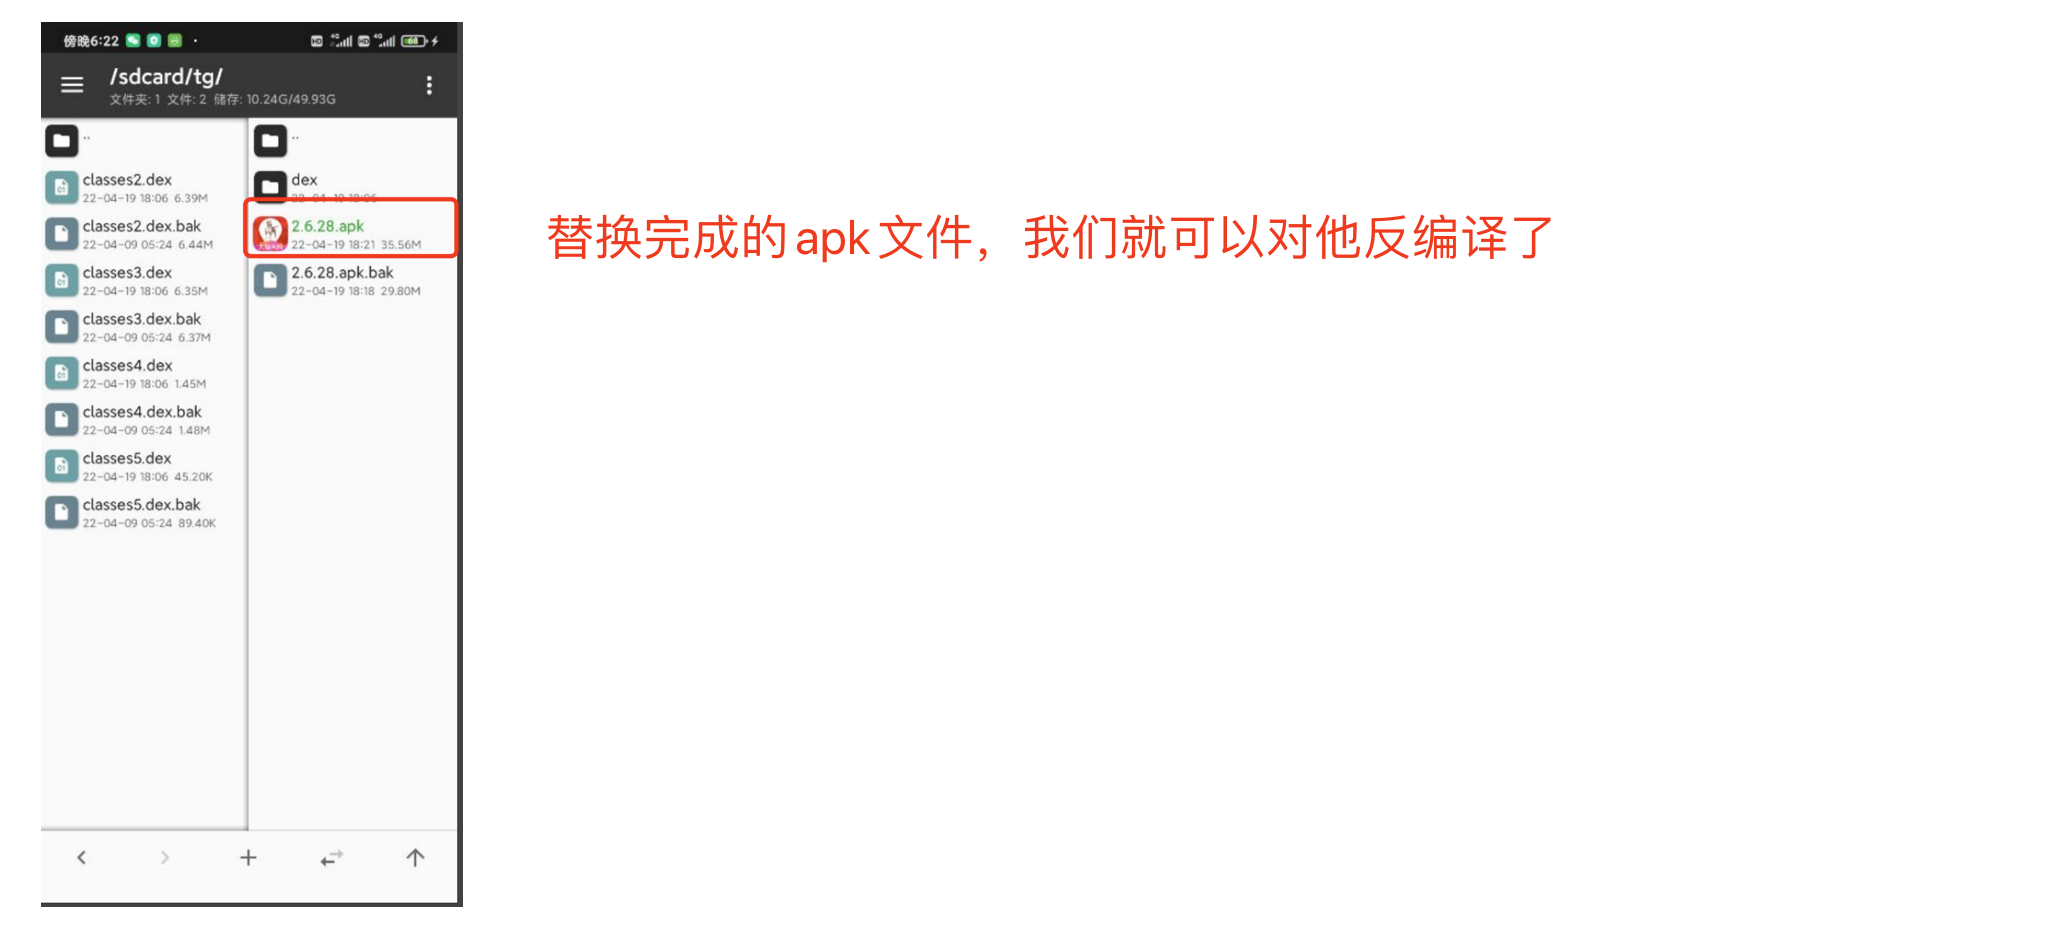 傍晚6:22
/sdcard/tg/
文件夹: 1 文件: 2 储存: 10.24G/49.93G
..
classes2.dex
22-04-19 18:06 6.39M
classes2.dex.bak
22-04-09 05:24 6.44M
classes3.dex
22-04-19 18:06 6.35M
classes3.dex.bak
22-04-09 05:24 6.37M
classes4.dex
22-04-19 18:06 1.45M
classes4.dex.bak
22-04-09 05:24 1.48M
classes5.dex
22-04-19 18:06 45.20K
classes5.dex.bak
22-04-09 05:24 89.40K
..
dex
22-04-19 18:06
2.6.28.apk
22-04-19 18:21 35.56M
2.6.28.apk.bak
22-04-19 18:18 29.80M
替换完成的apk文件，我们就可以对他反编译了